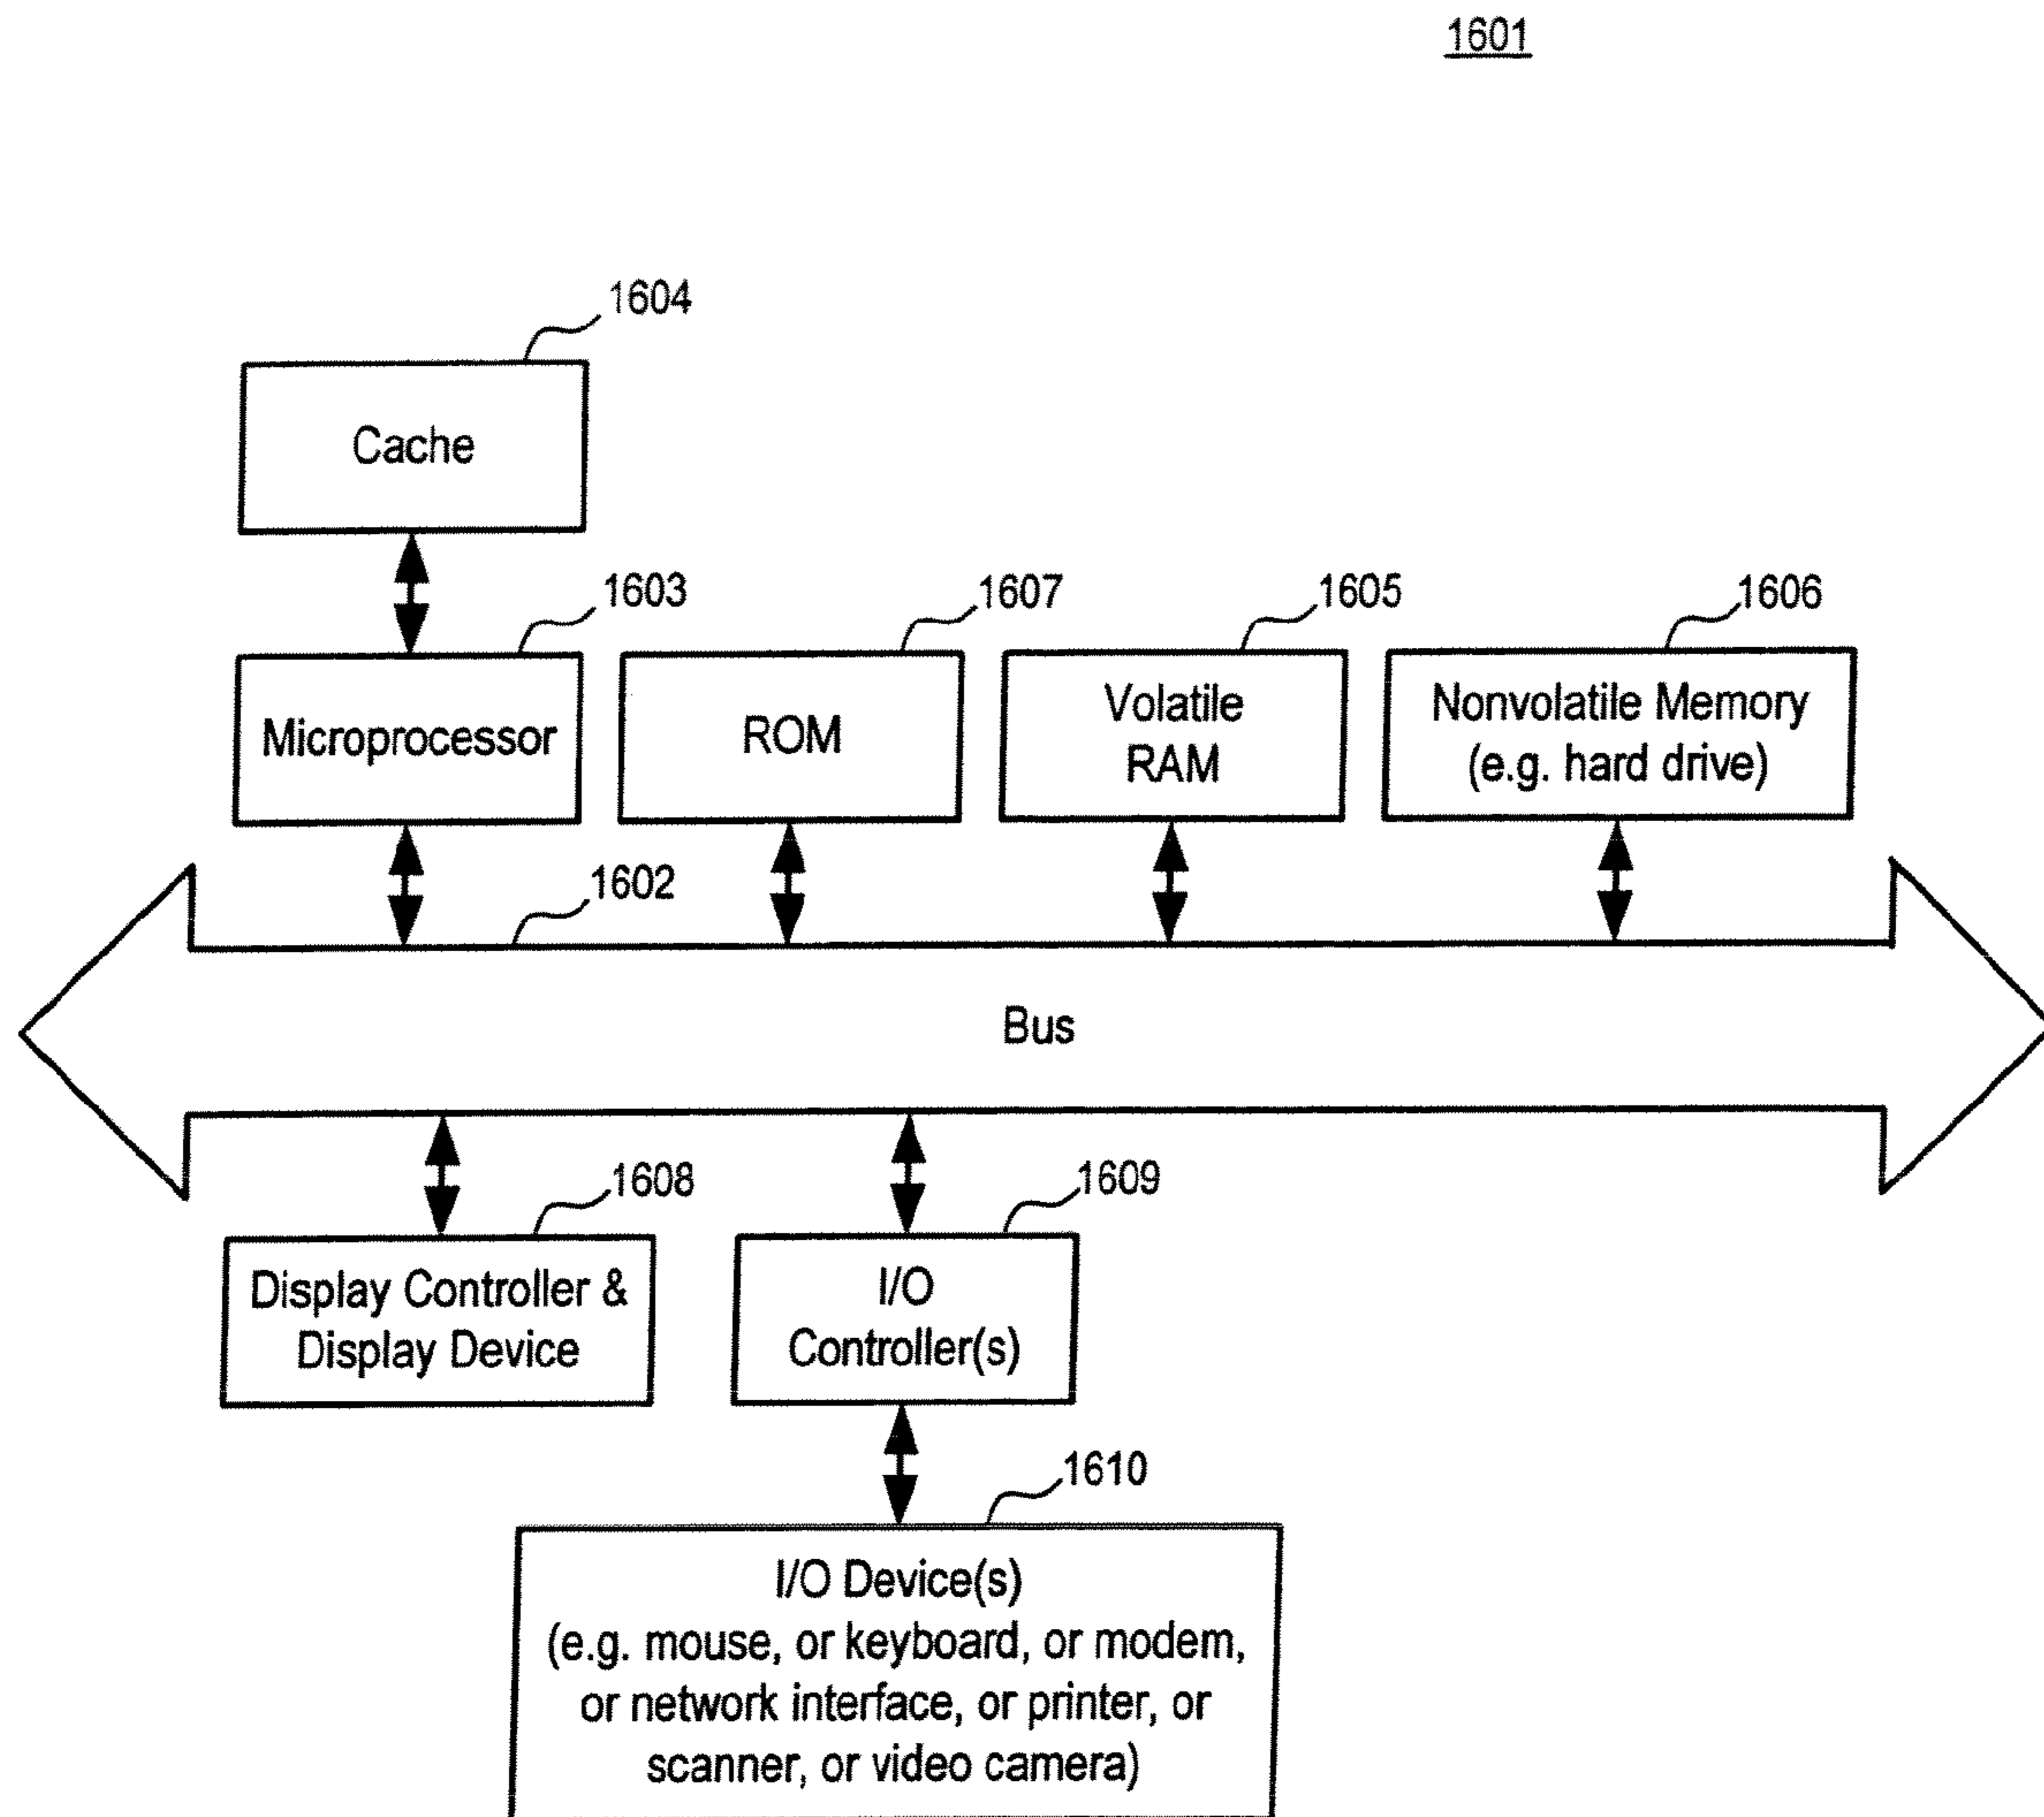 1601
1604
Cache
1603
1607
1605
1606
Microprocessor
ROM
Volatile
RAM
Nonvolatile Memory
(e.g. hard drive)
1602
Bus
1608
1609
Display Controller &
Display Device
I/O
Controller(s)
1610
I/O Device(s)
(e.g. mouse, or keyboard, or modem,
or network interface, or printer, or
scanner, or video camera)